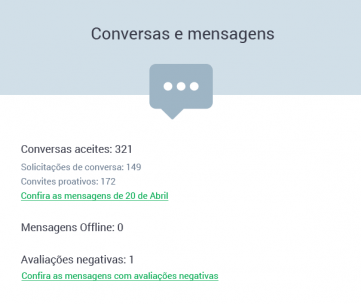 Conversas e mensagens
Conversas aceites: 321
Solicitações de conversa: 149
Convites proativos: 172
Confira as mensagens de 20 de Abril
Mensagens Offline: 0
Avaliações negativas: 1
Confira as mensagens com avaliações negativas